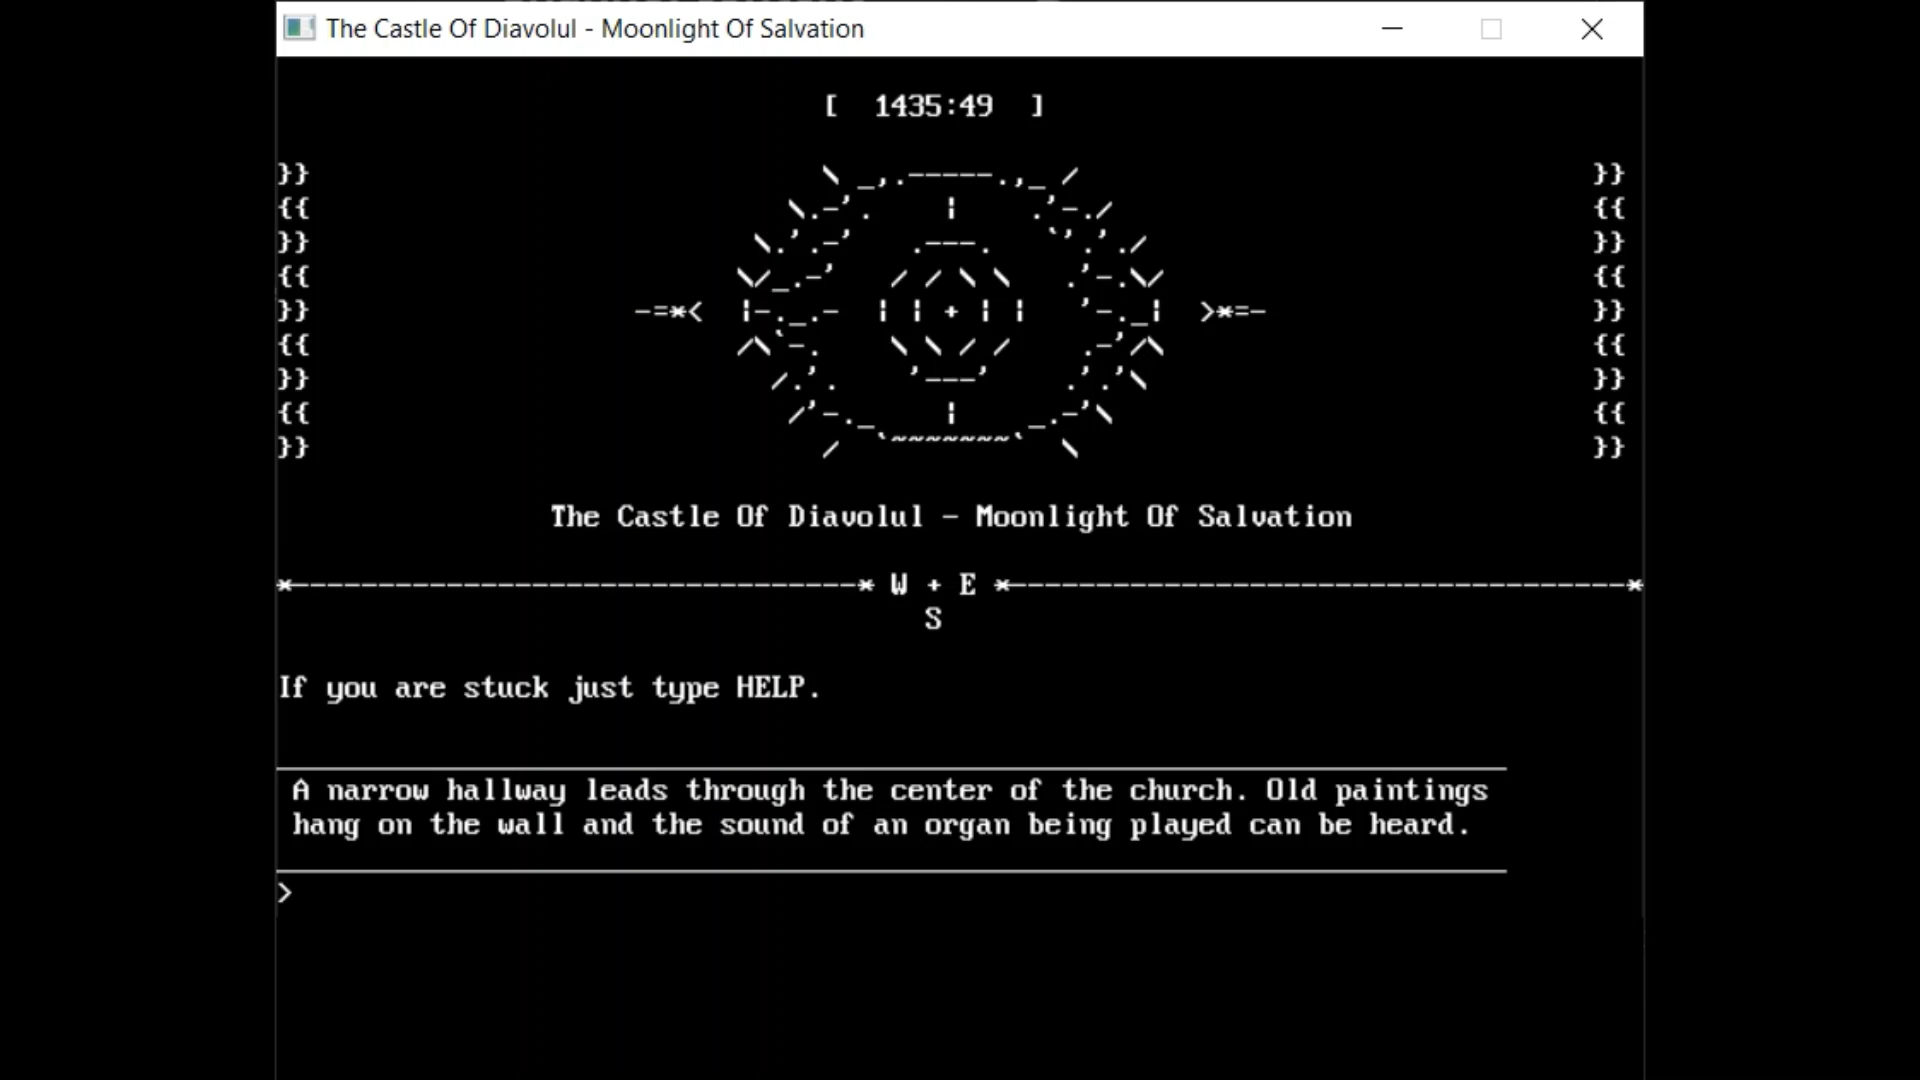 The Castle Of Diavolul - Moonlight Of Salvation
[ 1435:49 ]
The Castle Of Diavolul - Moonlight Of Salvation
W + E
S
If you are stuck just type HELP.
A narrow hallway leads through the center of the church. Old paintings
hang on the wall and the sound of an organ being played can be heard.
>